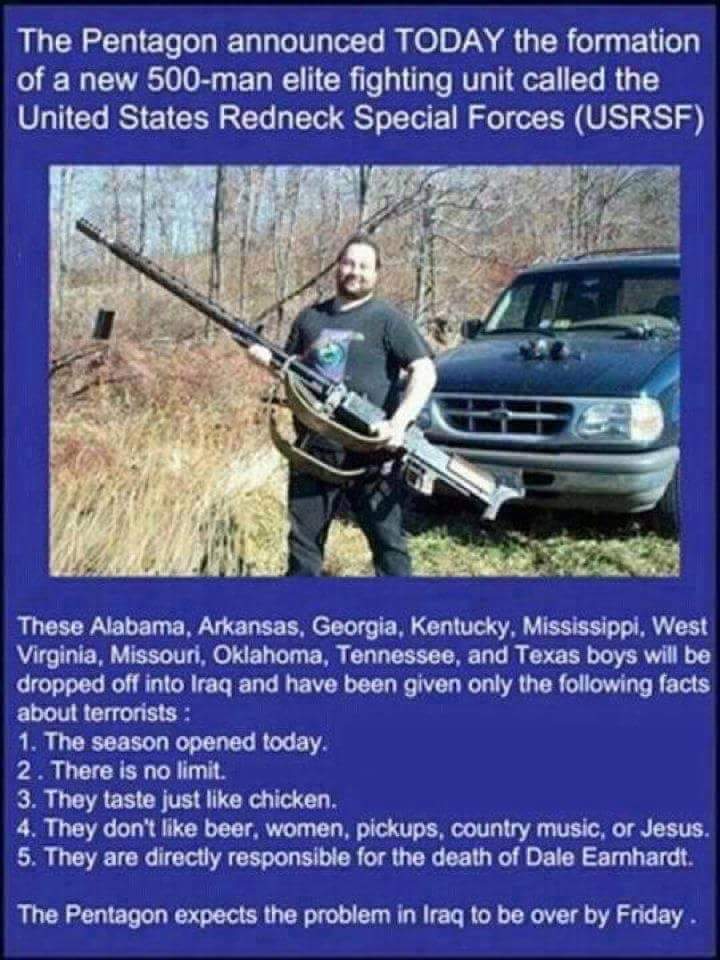 The Pentagon announced TODAY the formation
of a new 500-man elite fighting unit called the
United States Redneck Special Forces (USRSF)
These Alabama, Arkansas, Georgia, Kentucky, Mississippi, West
Virginia, Missouri, Oklahoma, Tennessee, and Texas boys will be
dropped off into Iraq and have been given only the following facts
about terrorists :
1. The season opened today.
2 . There is no limit.
3. They taste just like chicken.
4. They don't like beer, women, pickups, country music, or Jesus.
5. They are directly responsible for the death of Dale Earnhardt.
The Pentagon expects the problem in Iraq to be over by Friday .